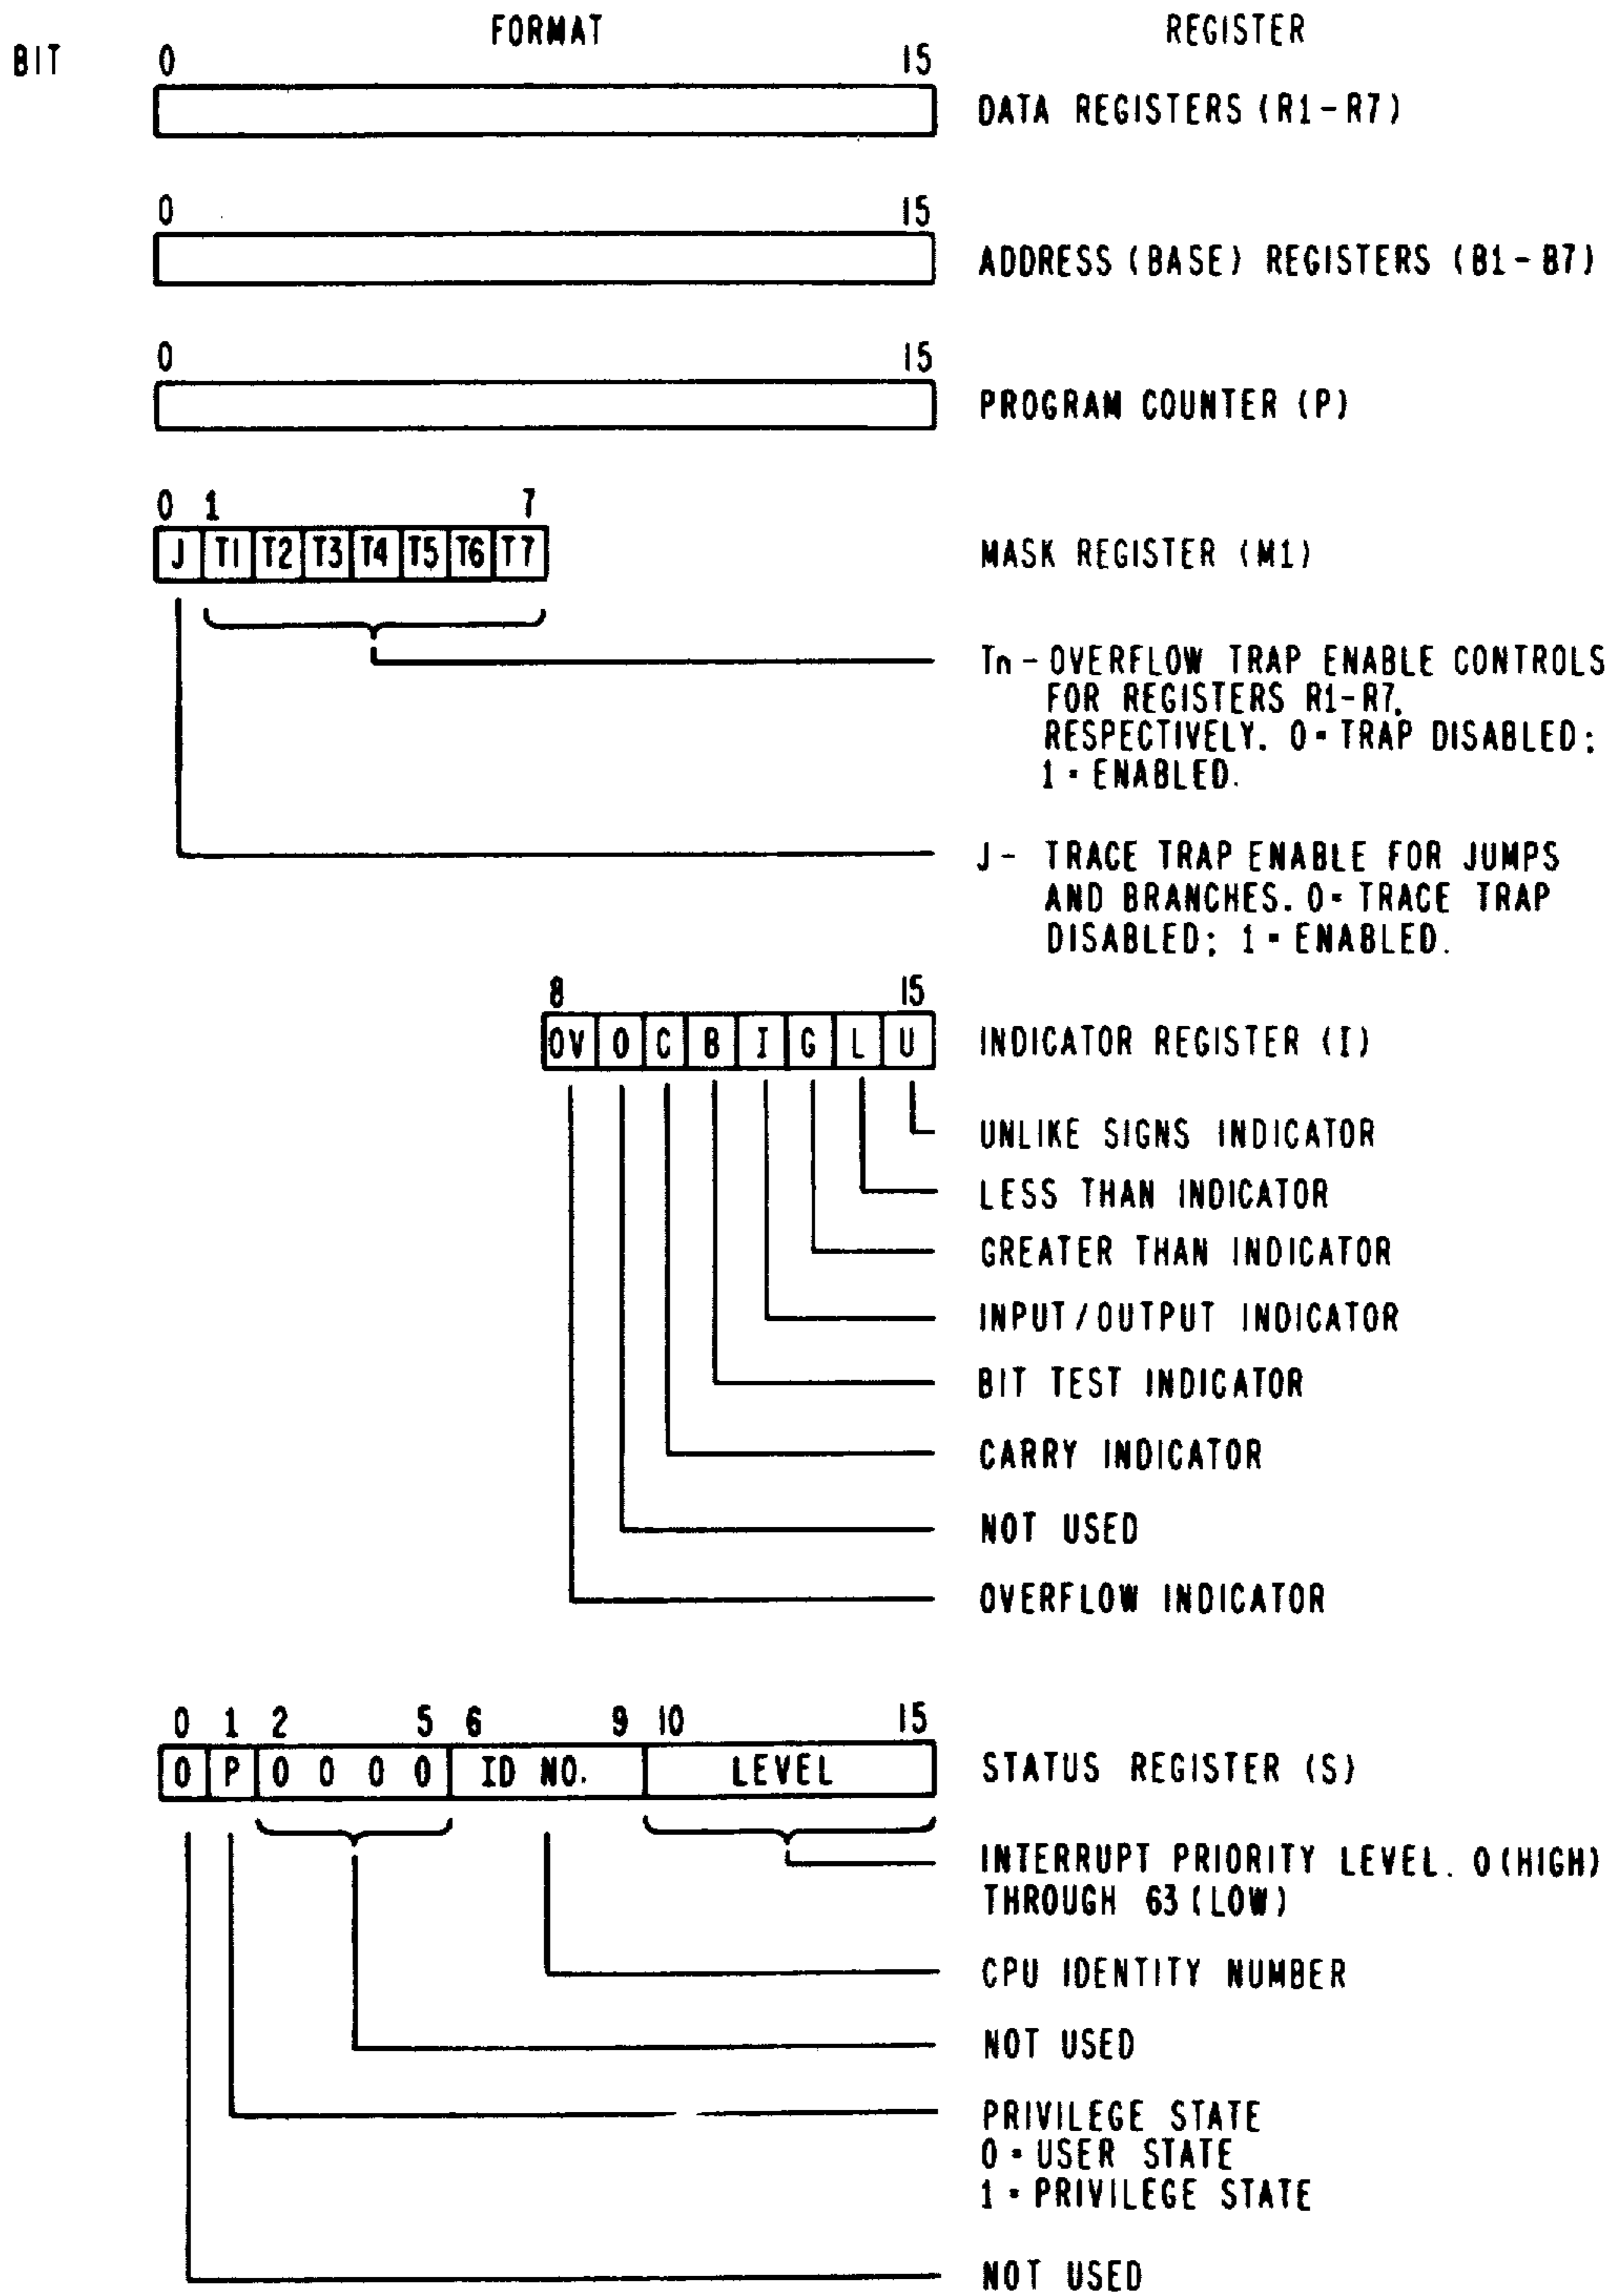 FORMAT REGISTER
BIT 0 15
DATA REGISTERS (R1-R7)
0 15
ADDRESS (BASE) REGISTERS (B1-B7)
0 15
PROGRAM COUNTER (P)
0 1 7
J T1 T2 T3 T4 T5 T6 T7 MASK REGISTER (M1)
Tn - OVERFLOW TRAP ENABLE CONTROLS
FOR REGISTERS R1-R7,
RESPECTIVELY. 0 = TRAP DISABLED;
1 = ENABLED.
J - TRACE TRAP ENABLE FOR JUMPS
AND BRANCHES. 0 = TRACE TRAP
DISABLED; 1 = ENABLED.
8 15
OV 0 C B I G L U INDICATOR REGISTER (I)
UNLIKE SIGNS INDICATOR
LESS THAN INDICATOR
GREATER THAN INDICATOR
INPUT/OUTPUT INDICATOR
BIT TEST INDICATOR
CARRY INDICATOR
NOT USED
OVERFLOW INDICATOR
0 1 2 5 6 9 10 15
0 P 0 0 0 0 ID NO. LEVEL STATUS REGISTER (S)
INTERRUPT PRIORITY LEVEL. 0 (HIGH)
THROUGH 63 (LOW)
CPU IDENTITY NUMBER
NOT USED
PRIVILEGE STATE
0 = USER STATE
1 = PRIVILEGE STATE
NOT USED